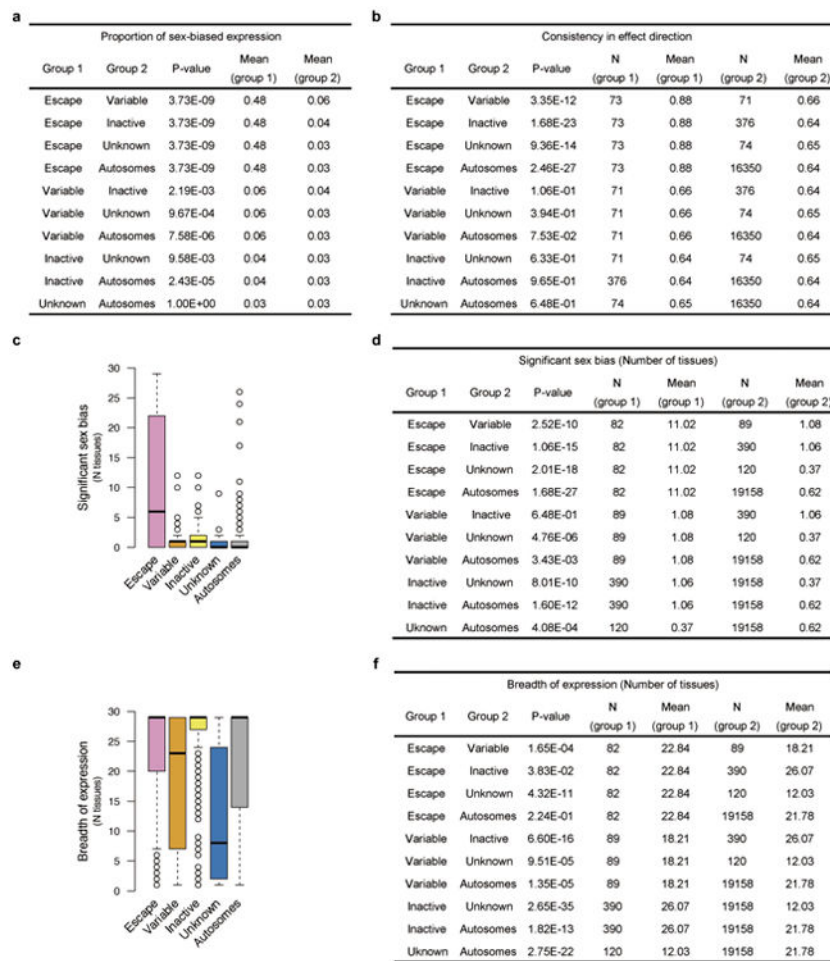 a
Proportion of sex-biased expression
Group 1 Group 2 P-value Mean (group 1) Mean (group 2)
Escape Variable 3.73E-09 0.48 0.06
Escape Inactive 3.73E-09 0.48 0.04
Escape Unknown 3.73E-09 0.48 0.03
Escape Autosomes 3.73E-09 0.48 0.03
Variable Inactive 2.19E-03 0.06 0.04
Variable Unknown 9.67E-04 0.06 0.03
Variable Autosomes 7.58E-06 0.06 0.03
Inactive Unknown 9.58E-03 0.04 0.03
Inactive Autosomes 2.43E-05 0.04 0.03
Unknown Autosomes 1.00E+00 0.03 0.03
b
Consistency in effect direction
Group 1 Group 2 P-value N (group 1) Mean (group 1) N (group 2) Mean (group 2)
Escape Variable 3.35E-12 73 0.88 71 0.66
Escape Inactive 1.68E-23 73 0.88 376 0.64
Escape Unknown 9.36E-14 73 0.88 74 0.65
Escape Autosomes 2.46E-27 73 0.88 16350 0.64
Variable Inactive 1.06E-01 71 0.66 376 0.64
Variable Unknown 3.94E-01 71 0.66 74 0.65
Variable Autosomes 7.53E-02 71 0.66 16350 0.64
Inactive Unknown 6.33E-01 71 0.64 74 0.65
Inactive Autosomes 9.65E-01 376 0.64 16350 0.64
Unknown Autosomes 6.48E-01 74 0.65 16350 0.64
c
Significant sex bias
(N tissues)
30
25
20
15
10
5
0
Escape
Variable
Inactive
Unknown
Autosomes
d
Significant sex bias (Number of tissues)
Group 1 Group 2 P-value N (group 1) Mean (group 1) N (group 2) Mean (group 2)
Escape Variable 2.52E-10 82 11.02 89 1.08
Escape Inactive 1.06E-15 82 11.02 390 1.06
Escape Unknown 2.01E-18 82 11.02 120 0.37
Escape Autosomes 1.68E-27 82 11.02 19158 0.62
Variable Inactive 6.48E-01 89 1.08 390 1.06
Variable Unknown 4.76E-06 89 1.08 120 0.37
Variable Autosomes 3.43E-03 89 1.08 19158 0.62
Inactive Unknown 8.01E-10 390 1.06 19158 0.37
Inactive Autosomes 1.60E-12 390 1.06 19158 0.62
Uknown Autosomes 4.08E-04 120 0.37 19158 0.62
e
Breadth of expression
(N tissues)
30
25
20
15
10
5
0
Escape
Variable
Inactive
Unknown
Autosomes
f
Breadth of expression (Number of tissues)
Group 1 Group 2 P-value N (group 1) Mean (group 1) N (group 2) Mean (group 2)
Escape Variable 1.65E-04 82 22.84 89 18.21
Escape Inactive 3.83E-02 82 22.84 390 26.07
Escape Unknown 4.32E-11 82 22.84 120 12.03
Escape Autosomes 2.24E-01 82 22.84 19158 21.78
Variable Inactive 6.60E-16 89 18.21 390 26.07
Variable Unknown 9.51E-05 89 18.21 120 12.03
Variable Autosomes 1.35E-05 89 18.21 19158 21.78
Inactive Unknown 2.65E-35 390 26.07 19158 12.03
Inactive Autosomes 1.82E-13 390 26.07 19158 21.78
Uknown Autosomes 2.75E-22 120 12.03 19158 21.78